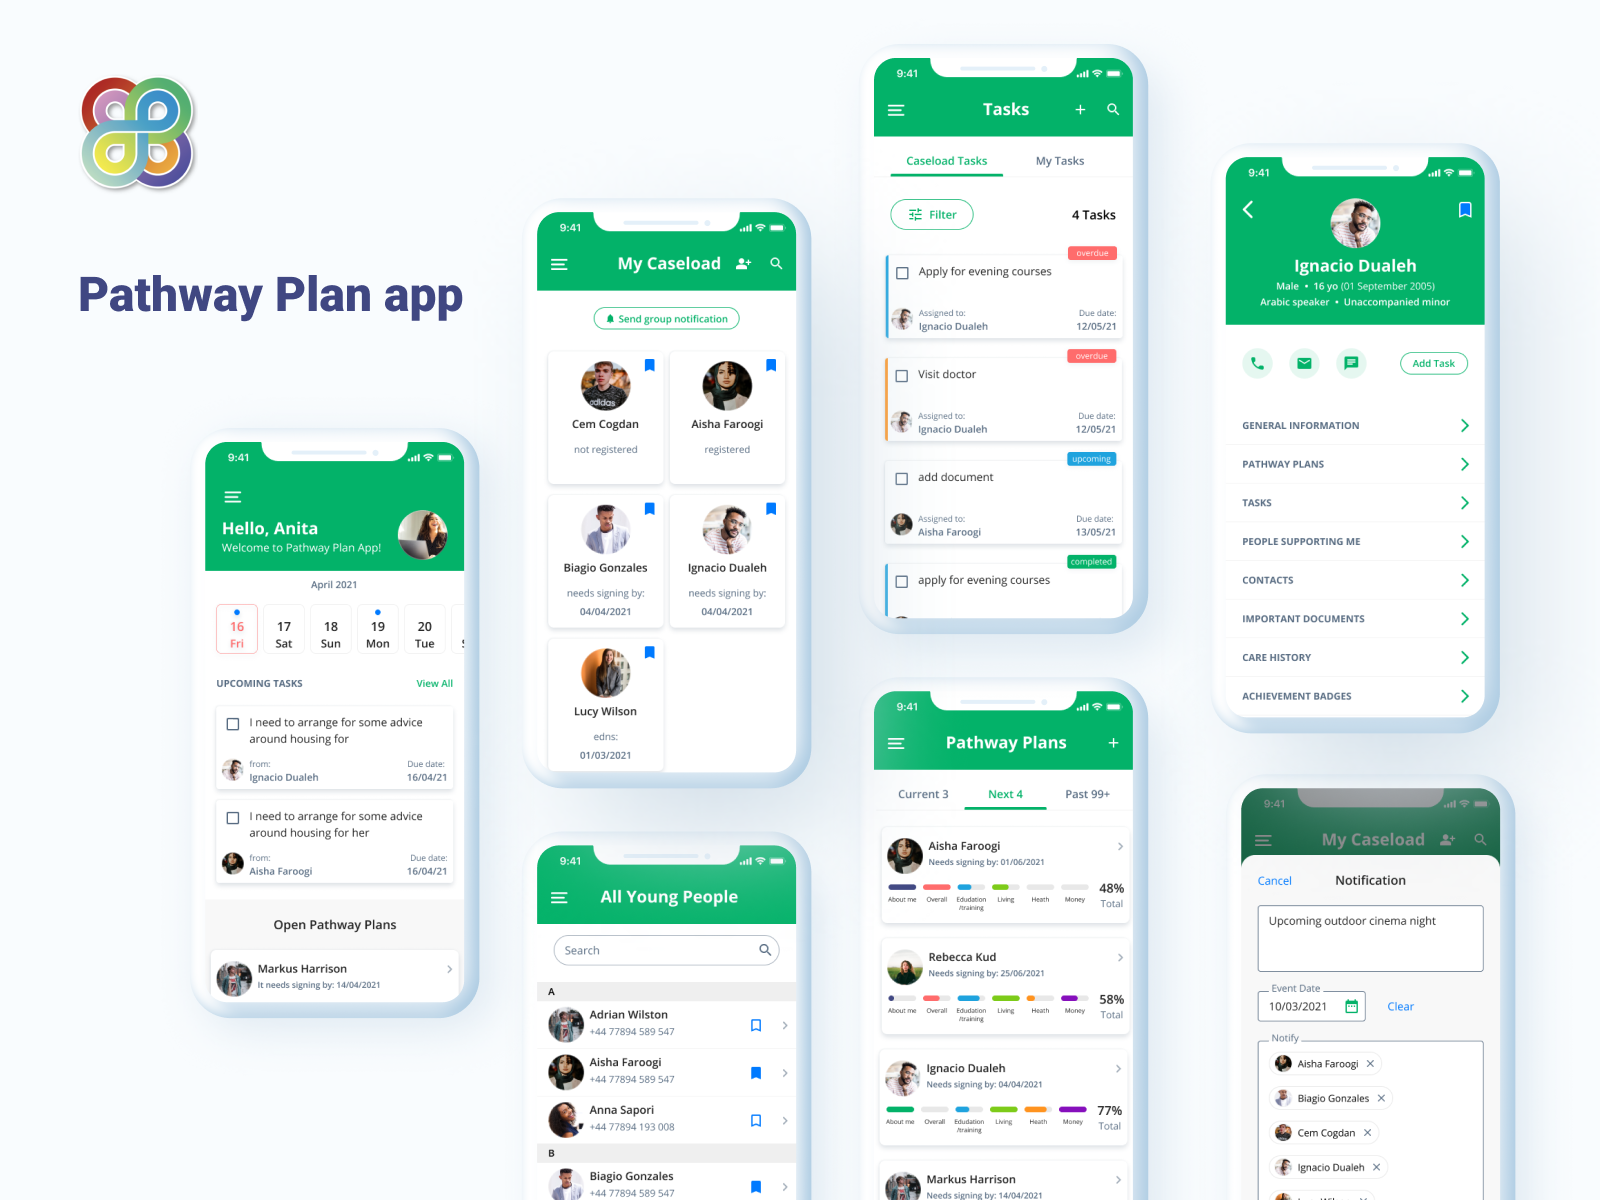 Pathway Plan app
9:41
Hello, Anita
Welcome to Pathway Plan App!
April 2021
16
Fri
17
Sat
18
Sun
19
Mon
20
Tue
S
UPCOMING TASKS
View All
I need to arrange for some advice
around housing for
from:
Ignacio Dualeh
Due date:
16/04/21
I need to arrange for some advice
around housing for her
from:
Aisha Faroogi
Due date:
16/04/21
Open Pathway Plans
Markus Harrison
It needs signing by: 14/04/2021
9:41
My Caseload
Send group notification
adidas
Cem Cogdan
not registered
Aisha Faroogi
registered
Biagio Gonzales
needs signing by:
04/04/2021
Ignacio Dualeh
needs signing by:
04/04/2021
Lucy Wilson
edns:
01/03/2021
9:41
All Young People
Search
A
Adrian Wilston
+44 77894 589 547
Aisha Faroogi
+44 77894 589 547
Anna Sapori
+44 77894 193 008
B
Biagio Gonzales
+44 77894 589 547
9:41
Tasks
Caseload Tasks
My Tasks
Filter
4 Tasks
overdue
Apply for evening courses
Assigned to:
Ignacio Dualeh
Due date:
12/05/21
overdue
Visit doctor
Assigned to:
Ignacio Dualeh
Due date:
12/05/21
upcoming
add document
Assigned to:
Aisha Faroogi
Due date:
13/05/21
completed
apply for evening courses
9:41
Pathway Plans
Current 3
Next 4
Past 99+
Aisha Faroogi
Needs signing by: 01/06/2021
About me
Overall
Edudation
/training
Living
Heath
Money
48%
Total
Rebecca Kud
Needs signing by: 25/06/2021
About me
Overall
Edudation
/training
Living
Heath
Money
58%
Total
Ignacio Dualeh
Needs signing by: 04/04/2021
About me
Overall
Edudation
/training
Living
Heath
Money
77%
Total
Markus Harrison
Needs signing by: 14/04/2021
9:41
Ignacio Dualeh
Male • 16 yo (01 September 2005)
Arabic speaker • Unaccompanied minor
Add Task
GENERAL INFORMATION
PATHWAY PLANS
TASKS
PEOPLE SUPPORTING ME
CONTACTS
IMPORTANT DOCUMENTS
CARE HISTORY
ACHIEVEMENT BADGES
9:41
My Caseload
Cancel
Notification
Upcoming outdoor cinema night
Event Date
10/03/2021
Clear
Notify
Aisha Faroogi
Biagio Gonzales
Cem Cogdan
Ignacio Dualeh